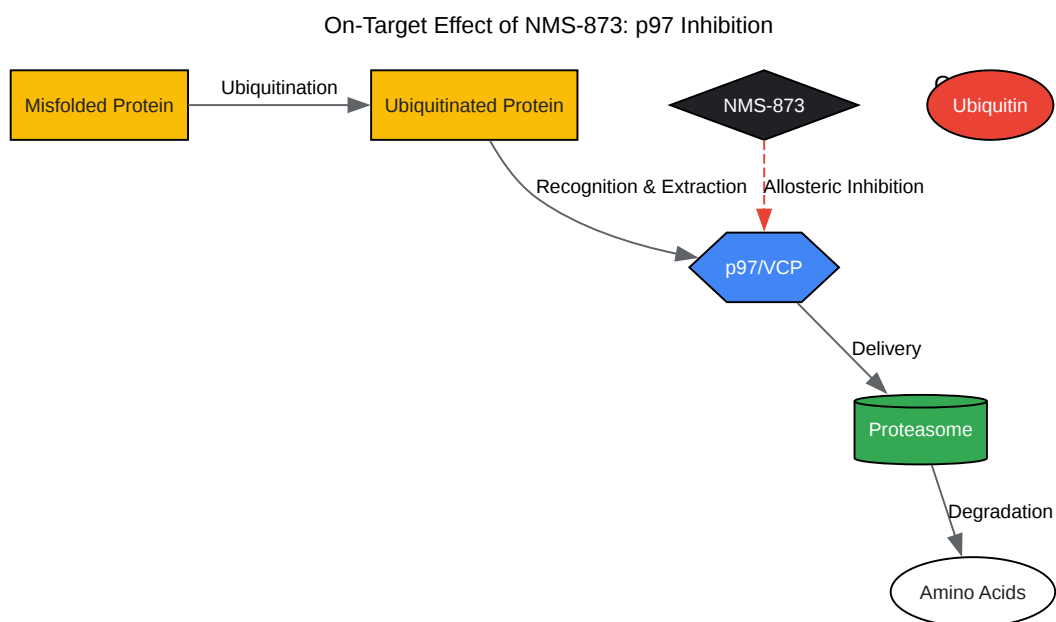 On-Target Effect of NMS-873: p97 Inhibition
Misfolded Protein
Ubiquitination
Ubiquitinated Protein
NMS-873
Ubiquitin
Recognition & Extraction
Allosteric Inhibition
p97/VCP
Delivery
Proteasome
Degradation
Amino Acids